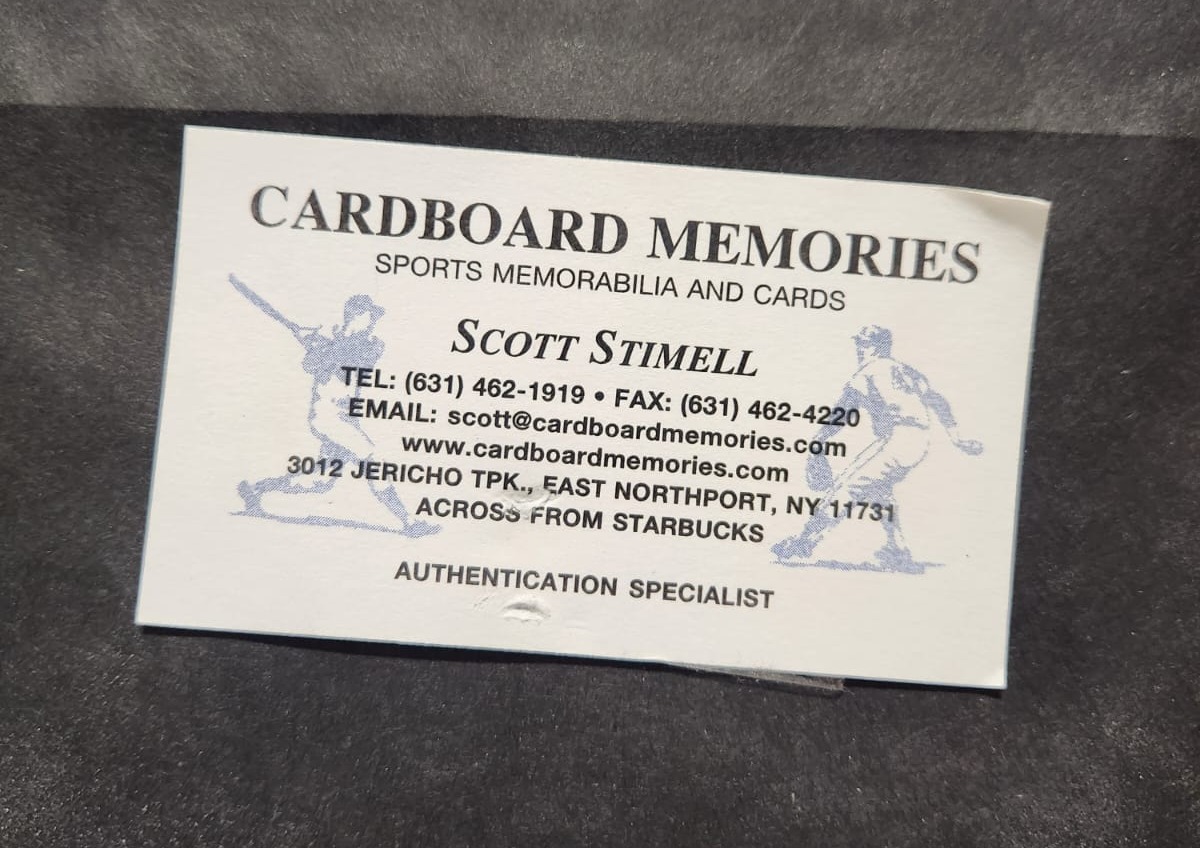 CARDBOARD MEMORIES
SPORTS MEMORABILIA AND CARDS
SCOTT STIMELL
TEL: (631) 462-1919 • FAX: (631) 462-4220
EMAIL: scott@cardboardmemories.com
www.cardboardmemories.com
3012 JERICHO TPK., EAST NORTHPORT, NY 11731
ACROSS FROM STARBUCKS
AUTHENTICATION SPECIALIST